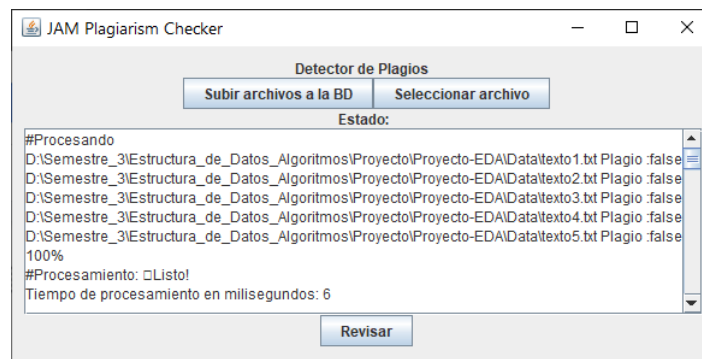 JAM Plagiarism Checker
Detector de Plagios
Subir archivos a la BD Seleccionar archivo
Estado:
#Procesando
D:\Semestre_3\Estructura_de_Datos_Algoritmos\Proyecto\Proyecto-EDA\Data\texto1.txt Plagio :false
D:\Semestre_3\Estructura_de_Datos_Algoritmos\Proyecto\Proyecto-EDA\Data\texto2.txt Plagio :false
D:\Semestre_3\Estructura_de_Datos_Algoritmos\Proyecto\Proyecto-EDA\Data\texto3.txt Plagio :false
D:\Semestre_3\Estructura_de_Datos_Algoritmos\Proyecto\Proyecto-EDA\Data\texto4.txt Plagio :false
D:\Semestre_3\Estructura_de_Datos_Algoritmos\Proyecto\Proyecto-EDA\Data\texto5.txt Plagio :false
100%
#Procesamiento: □Listo!
Tiempo de procesamiento en milisegundos: 6
Revisar